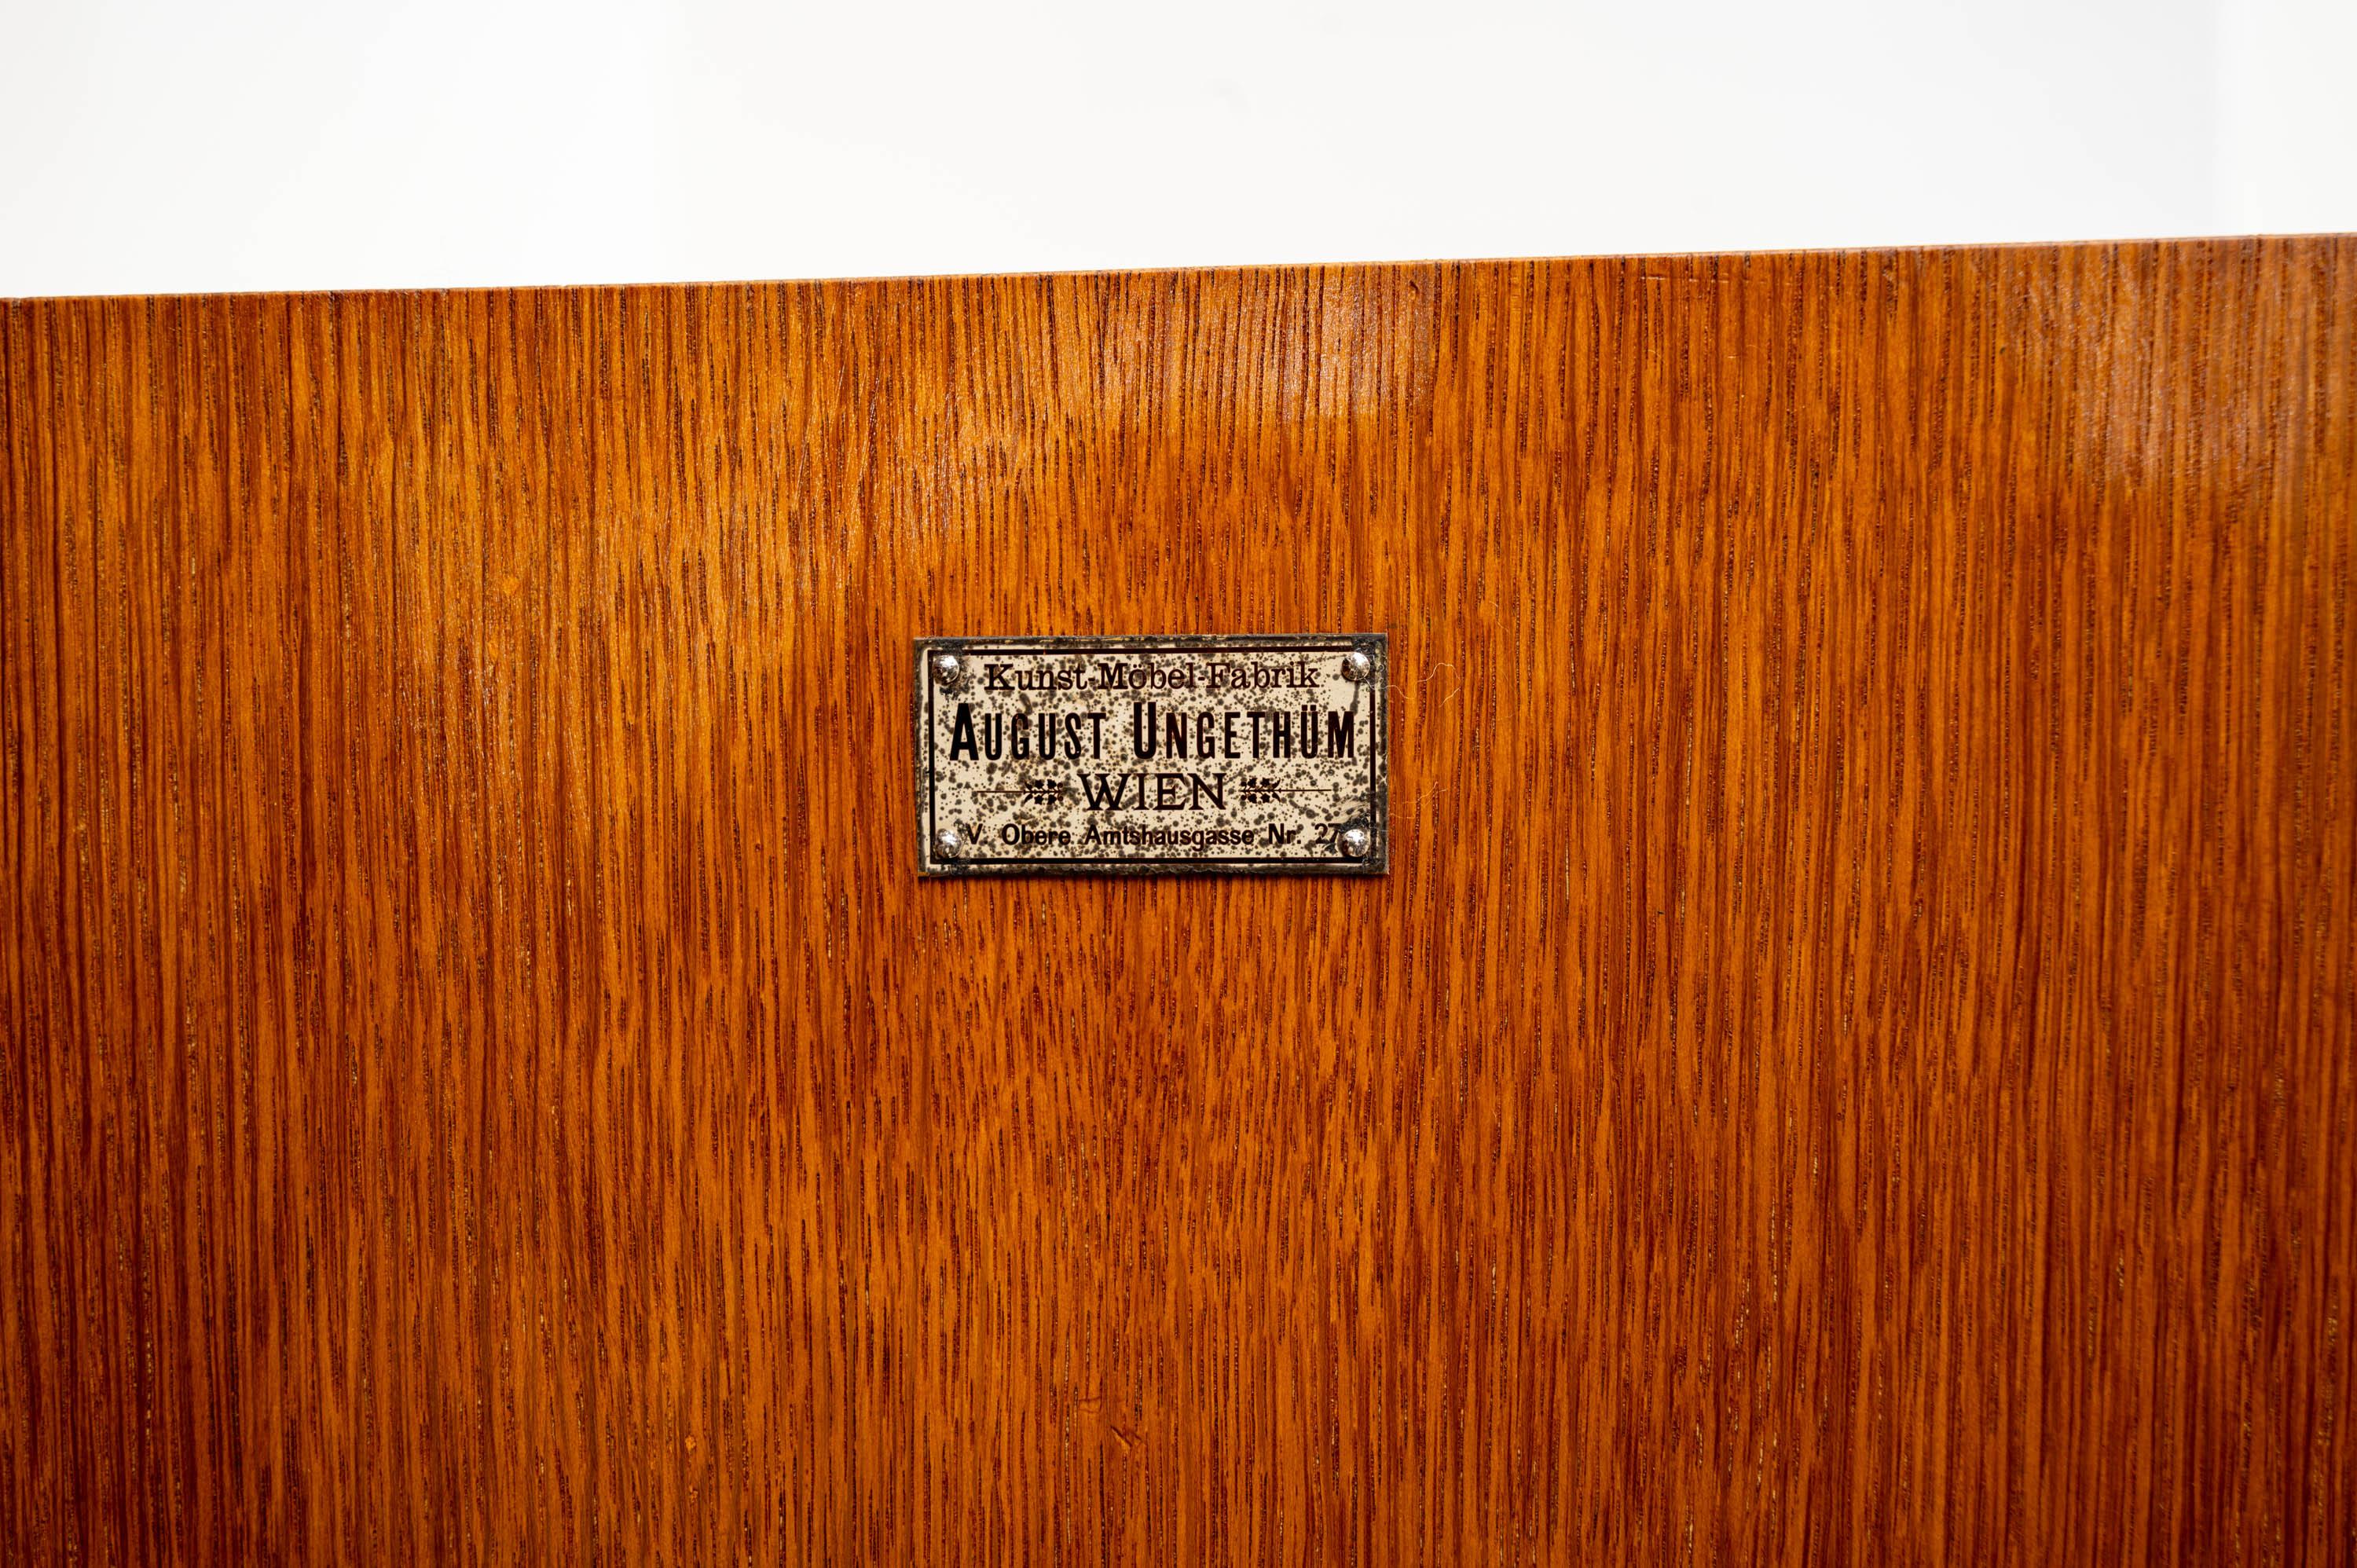 Kunst-Möbel-Fabrik
AUGUST UNGETHÜM
WIEN
V. Obere Amtshausgasse Nr. 27